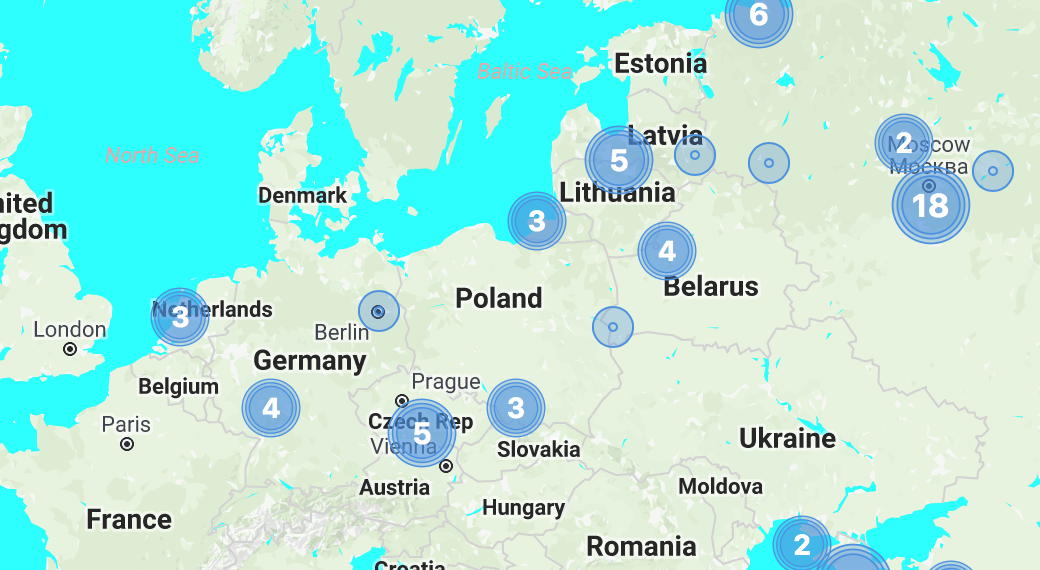 6
Estonia
Baltic Sea
Latvia
2
Moscow
Москва
North Sea
5
Denmark
Lithuania
18
3
4
Belarus
Poland
Netherlands
3
London
Berlin
Germany
Prague
Belgium
4
3
Czech Rep
5
Paris
Vienna
Slovakia
Ukraine
Austria
Moldova
Hungary
France
Romania
2
Croatia
nited
gdom